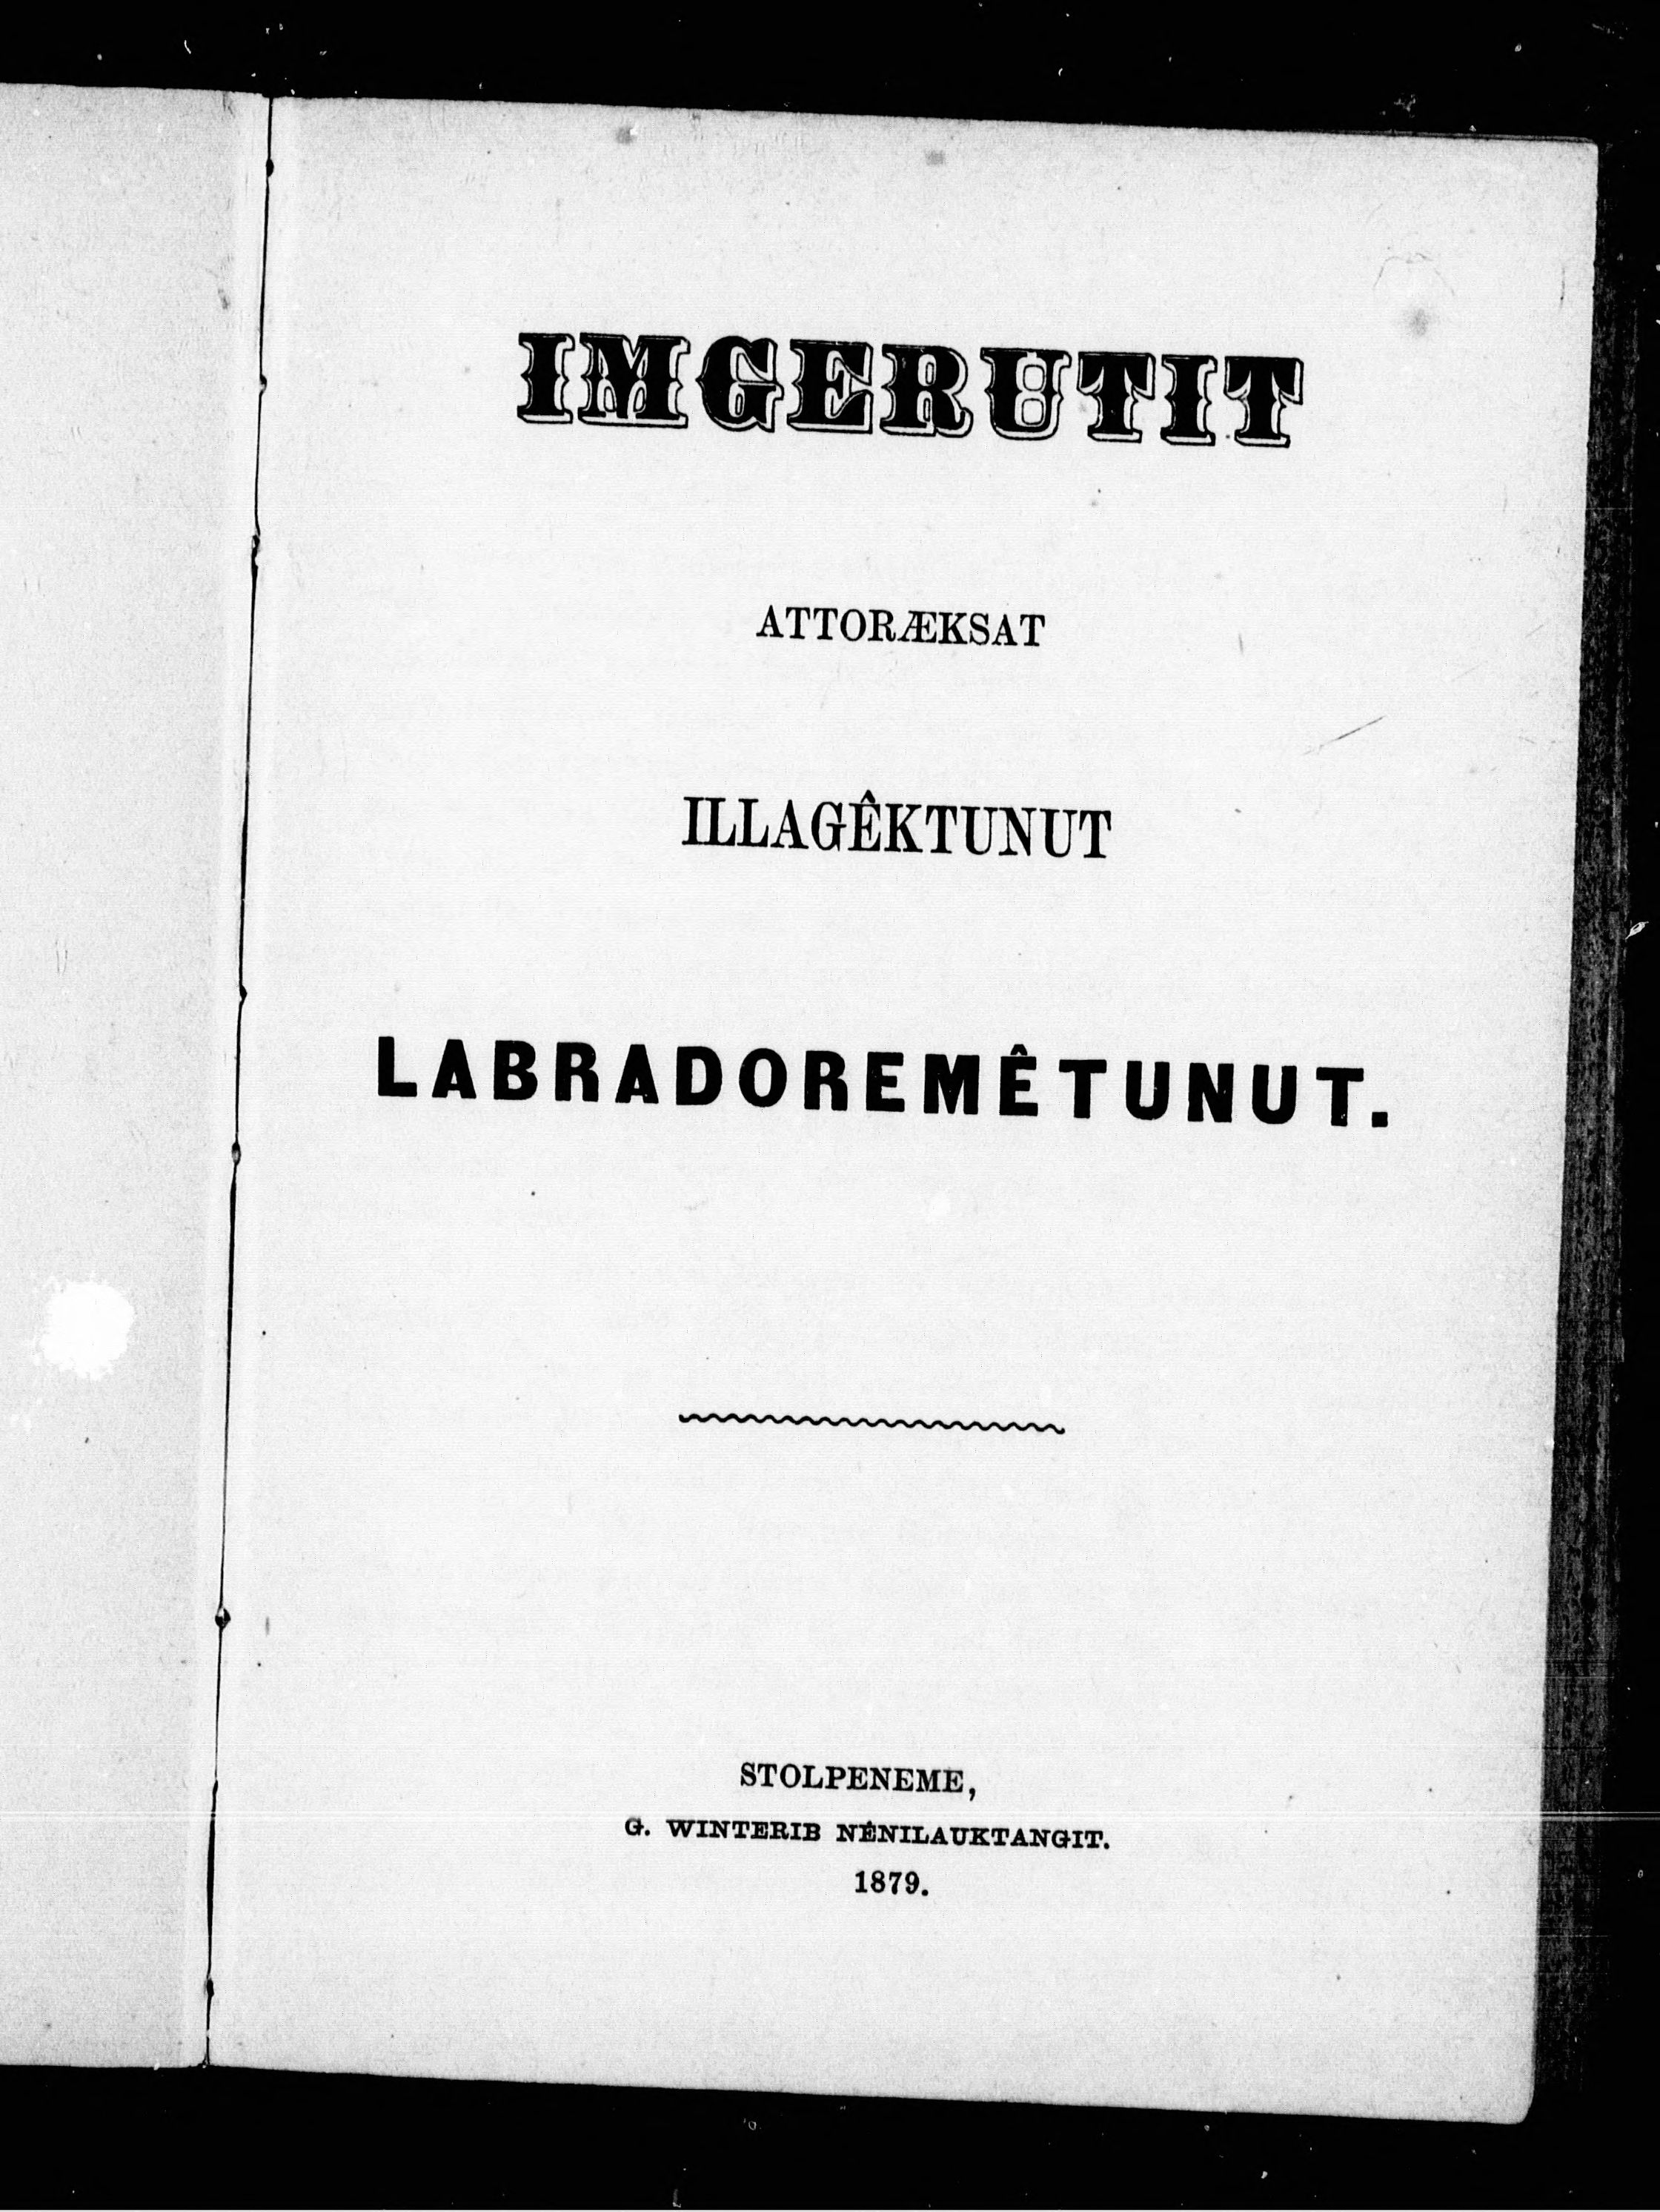 IMGERUTIT
ATTORÆKSAT
ILLAGÊKTUNUT
LABRADOREMÊTUNUT.
STOLPENEME,
G. WINTERIB NÊNILAUKTANGIT.
1879.